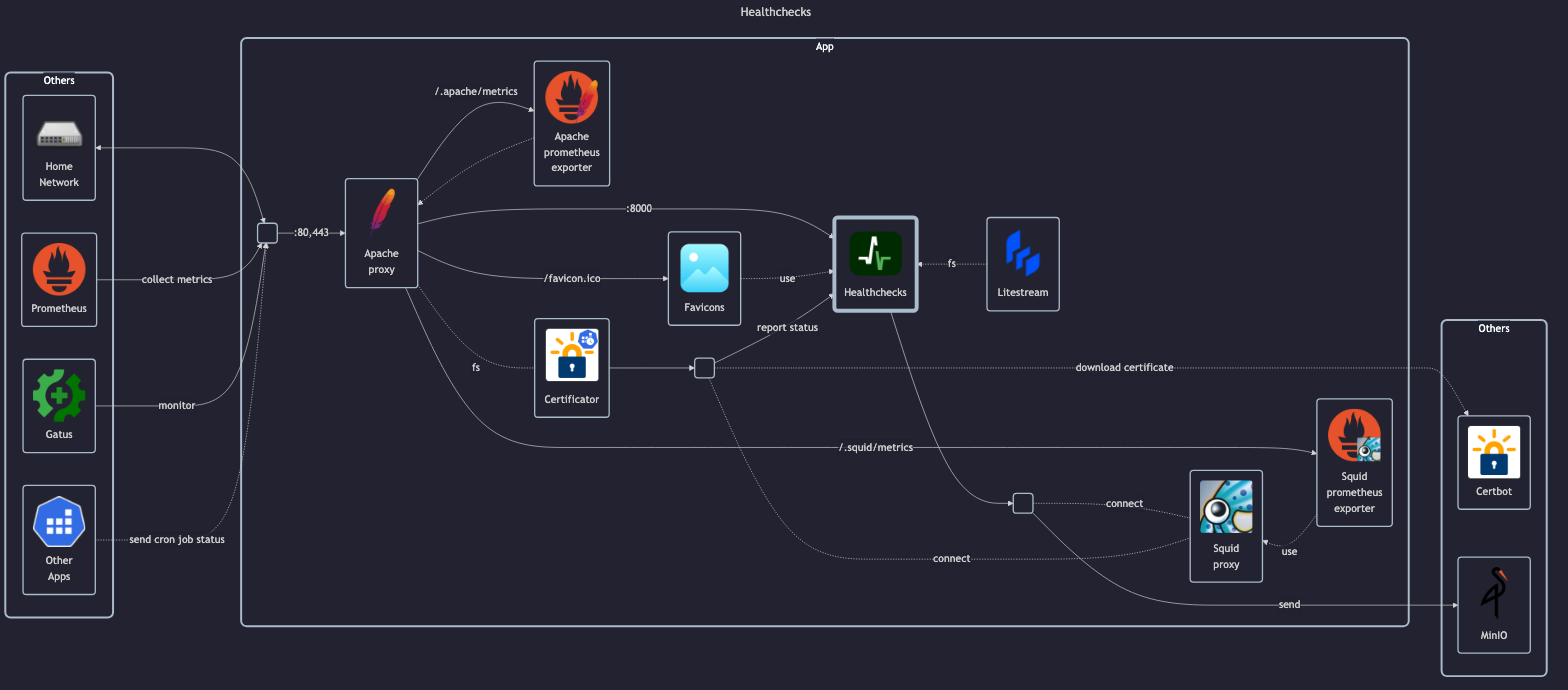 Healthchecks
App
Others
Home
Network
Prometheus
Gatus
Other
Apps
collect metrics
monitor
send cron job status
:80,443
Apache
proxy
/.apache/metrics
Apache
prometheus
exporter
:8000
/favicon.ico
Favicons
use
Healthchecks
fs
Litestream
report status
fs
Certificator
download certificate
/.squid/metrics
connect
connect
Squid
proxy
use
Squid
prometheus
exporter
send
Others
Certbot
MinIO